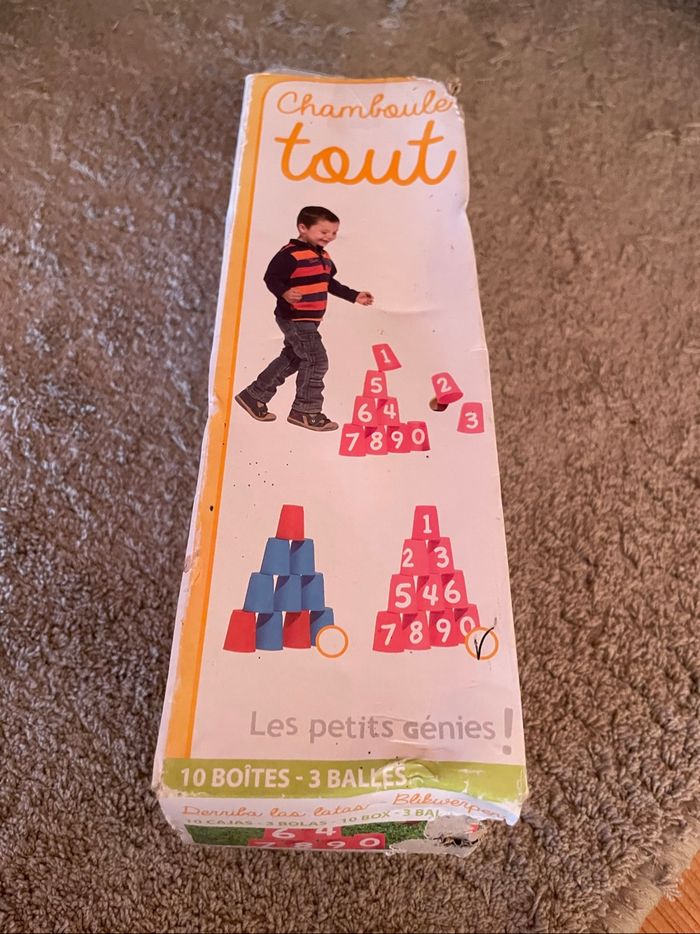 Chamboule
tout
1
5
2
6 4
3
7 8 9 0
1
2 3
5 4 6
7 8 9 0
Les petits génies!
10 BOÎTES - 3 BALLES
Derriba las latas - Blikwerpen
10 CAJAS - 3 BOLAS - 10 BOX - 3 BAL
6 4
7 8 9 0